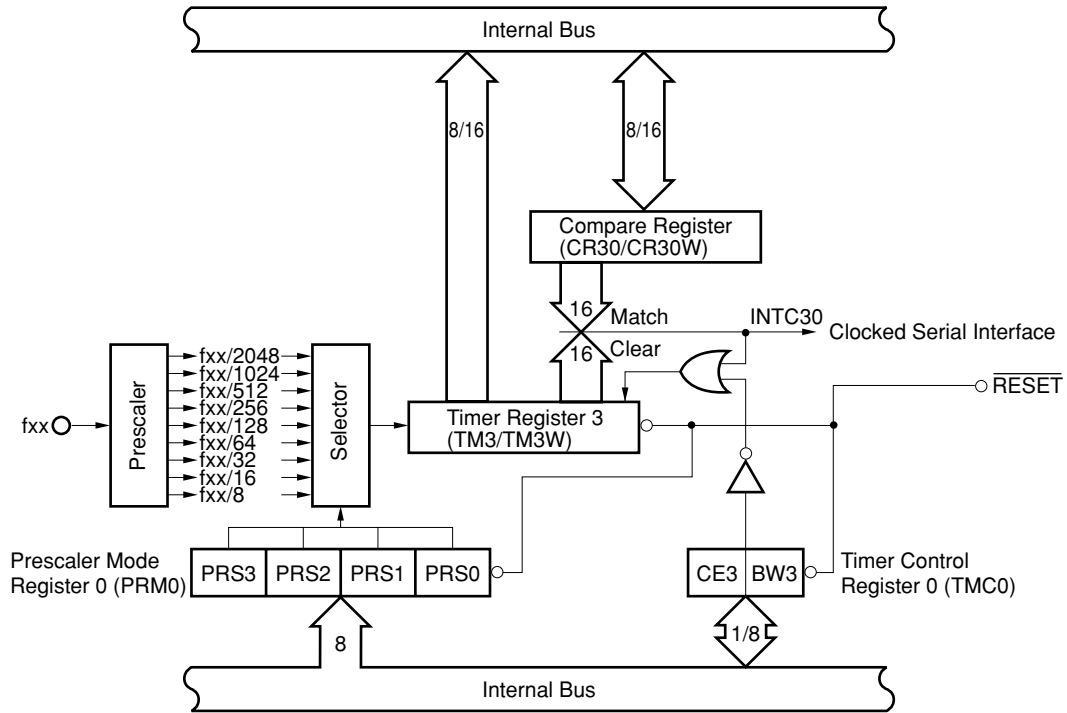 Internal Bus
8/16
8/16
Compare Register
(CR30/CR30W)
16
Match
INTC30
Clocked Serial Interface
16
Clear
RESET
fxx
Prescaler
fxx/2048
fxx/1024
fxx/512
fxx/256
fxx/128
fxx/64
fxx/32
fxx/16
fxx/8
Selector
Timer Register 3
(TM3/TM3W)
Prescaler Mode
Register 0 (PRM0)
PRS3
PRS2
PRS1
PRS0
CE3
BW3
Timer Control
Register 0 (TMC0)
8
1/8
Internal Bus